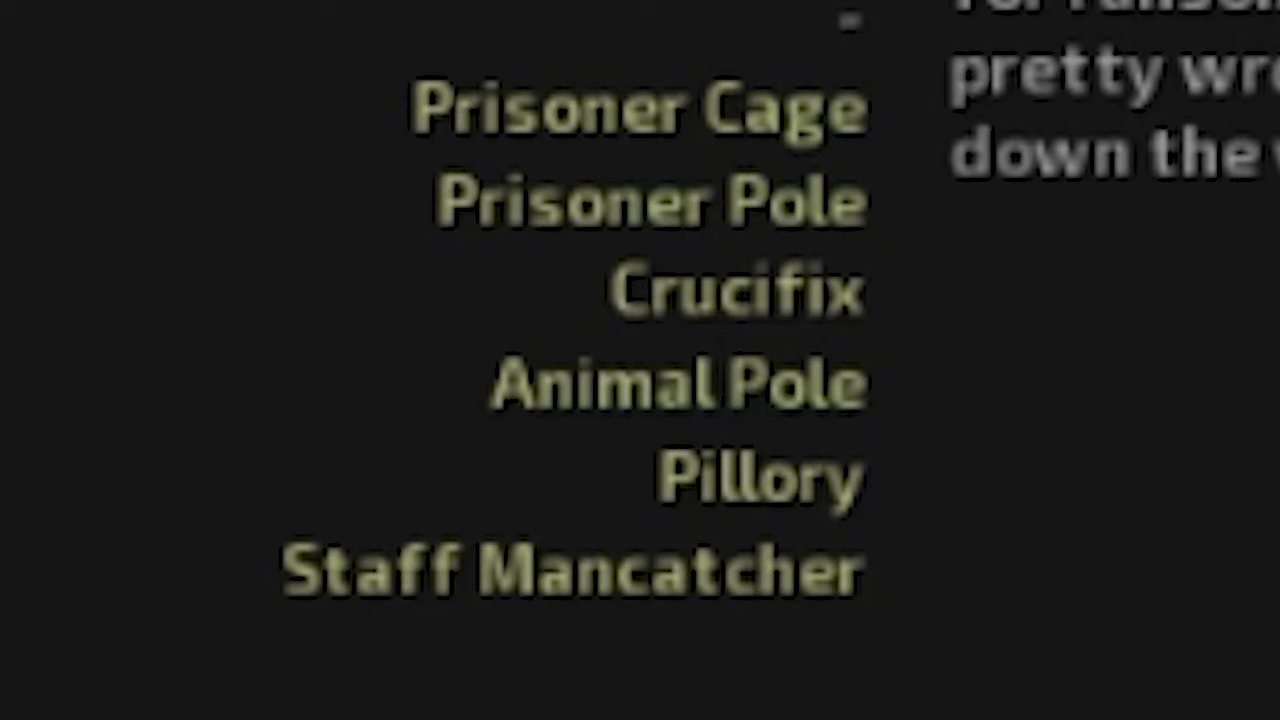 -
Prisoner Cage
Prisoner Pole
Crucifix
Animal Pole
Pillory
Staff Mancatcher
pretty
down the